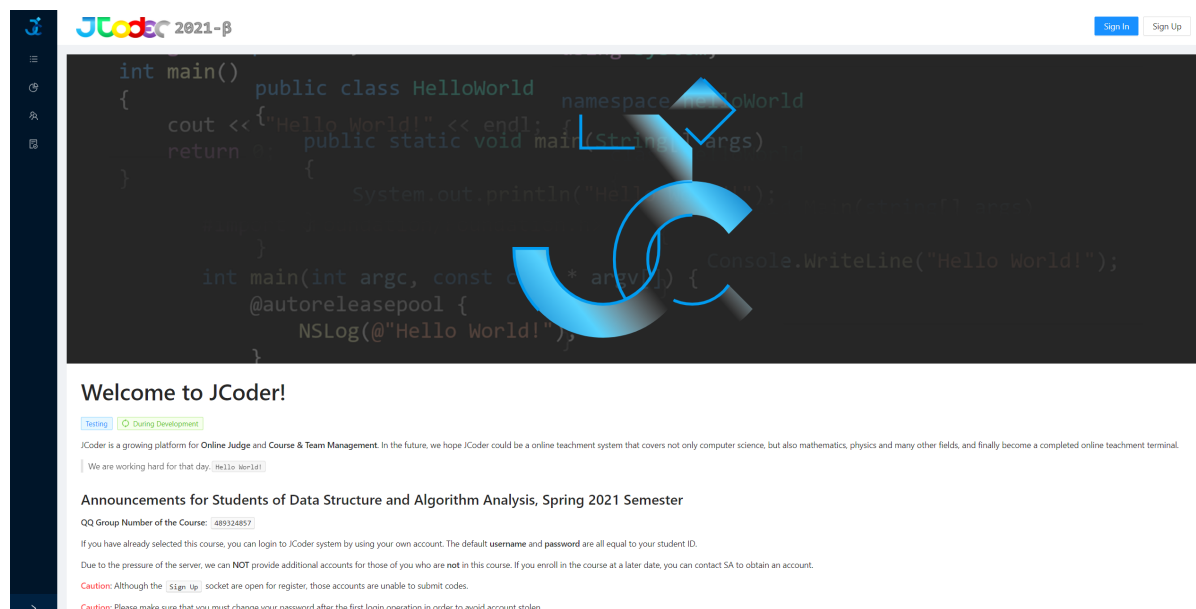 JCoder 2021-β
Sign In
Sign Up
int main()
public class HelloWorld
{
namespace HelloWorld
{
cout << "Hello World!" << endl;
{
public static void main(String[] args)
return
{
}
System.out.println("Hello World!");
}
Console.WriteLine("Hello World!");
int main(int argc, const char * argv[]) {
@autoreleasepool {
NSLog(@"Hello World!");
}
Welcome to JCoder!
Testing
During Development
JCoder is a growing platform for Online Judge and Course & Team Management. In the future, we hope JCoder could be a online teachment system that covers not only computer science, but also mathematics, physics and many other fields, and finally become a completed online teachment terminal.
We are working hard for that day. Hello World!
Announcements for Students of Data Structure and Algorithm Analysis, Spring 2021 Semester
QQ Group Number of the Course: 489324857
If you have already selected this course, you can login to JCoder system by using your own account. The default username and password are all equal to your student ID.
Due to the pressure of the server, we can NOT provide additional accounts for those of you who are not in this course. If you enroll in the course at a later date, you can contact SA to obtain an account.
Caution: Although the Sign Up socket are open for register, those accounts are unable to submit codes.
Caution: Please make sure that you must change your password after the first login operation in order to avoid account stolen